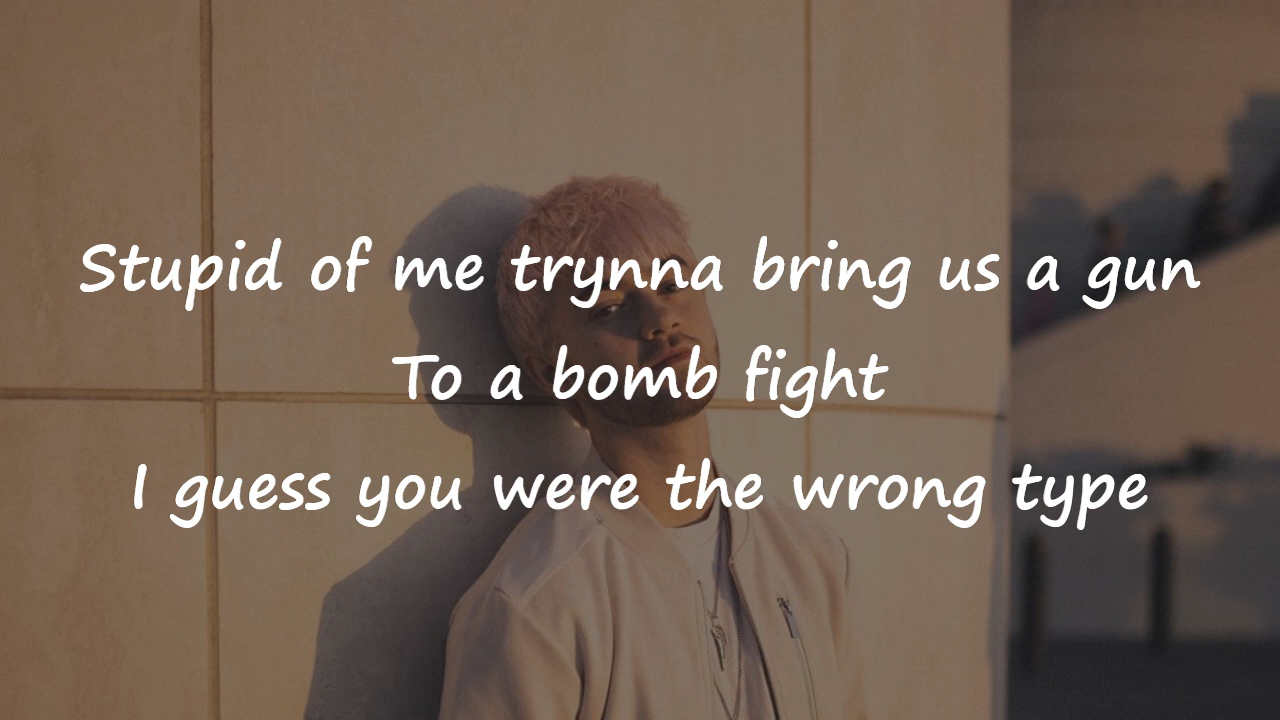 Stupid of me trynna bring us a gun
To a bomb fight
I guess you were the wrong type